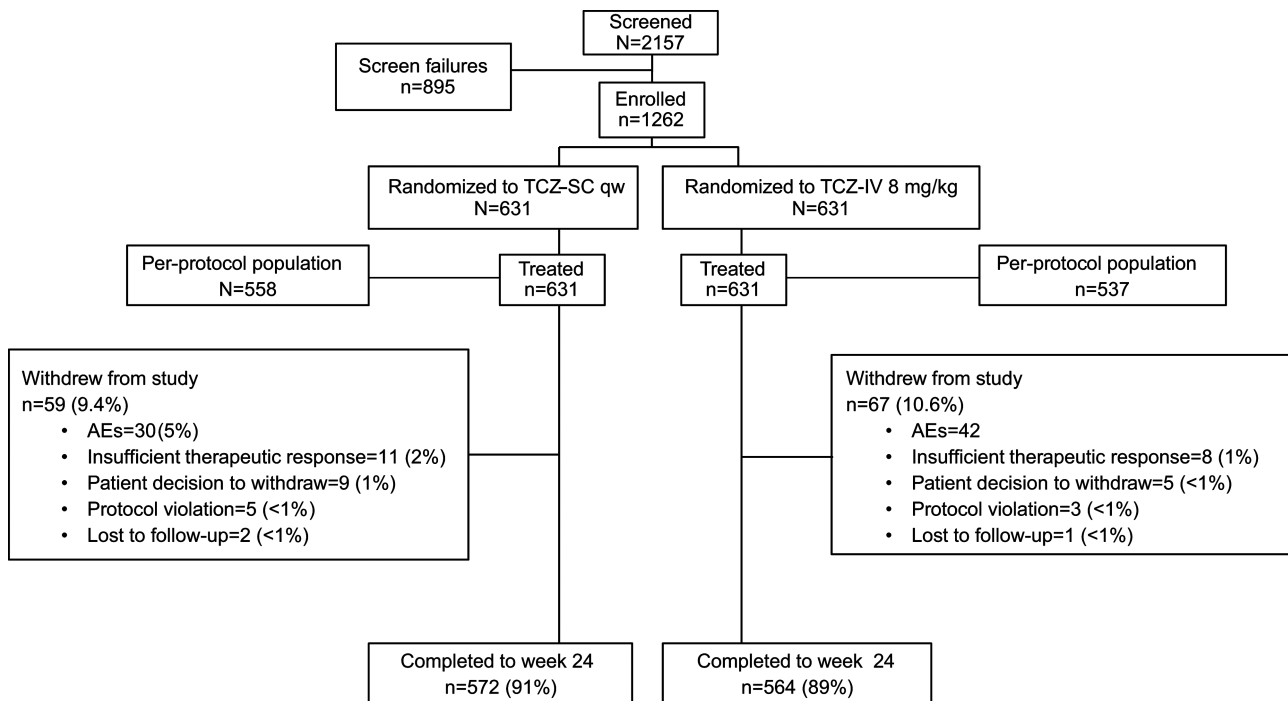 Screened
N=2157
Screen failures
n=895
Enrolled
n=1262
Randomized to TCZ–SC qw
N=631
Randomized to TCZ-IV 8 mg/kg
N=631
Per-protocol population
N=558
Treated
n=631
Treated
n=631
Per-protocol population
n=537
Withdrew from study
n=59 (9.4%)
• AEs=30(5%)
• Insufficient therapeutic response=11 (2%)
• Patient decision to withdraw=9 (1%)
• Protocol violation=5 (<1%)
• Lost to follow-up=2 (<1%)
Withdrew from study
n=67 (10.6%)
• AEs=42
• Insufficient therapeutic response=8 (1%)
• Patient decision to withdraw=5 (<1%)
• Protocol violation=3 (<1%)
• Lost to follow-up=1 (<1%)
Completed to week 24
n=572 (91%)
Completed to week 24
n=564 (89%)